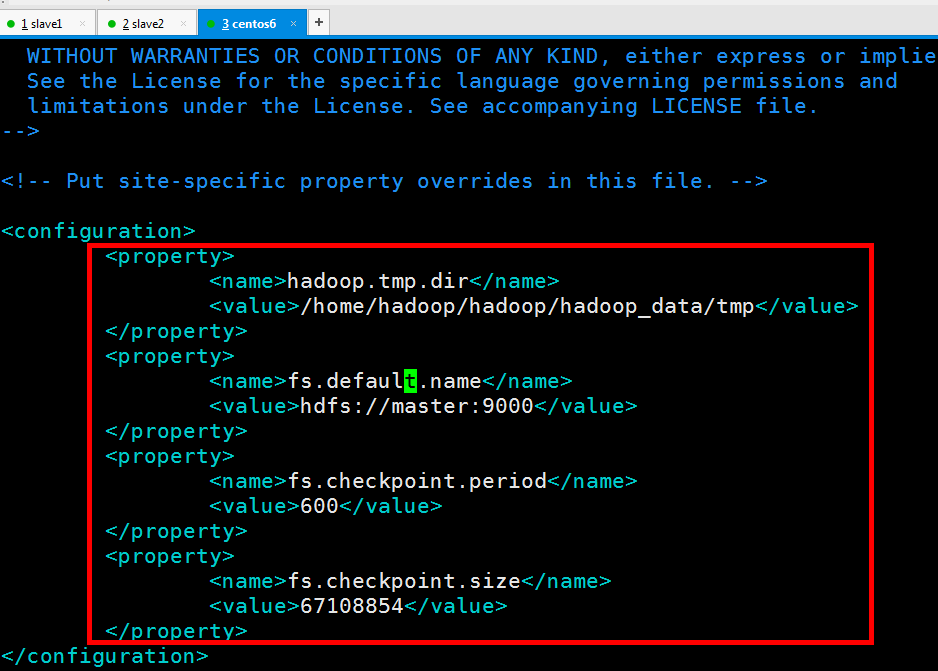 1 slave1 × 2 slave2 × 3 centos6 × +
WITHOUT WARRANTIES OR CONDITIONS OF ANY KIND, either express or implie
See the License for the specific language governing permissions and
limitations under the License. See accompanying LICENSE file.
-->
<!-- Put site-specific property overrides in this file. -->
<configuration>
<property>
<name>hadoop.tmp.dir</name>
<value>/home/hadoop/hadoop/hadoop_data/tmp</value>
</property>
<property>
<name>fs.default.name</name>
<value>hdfs://master:9000</value>
</property>
<property>
<name>fs.checkpoint.period</name>
<value>600</value>
</property>
<property>
<name>fs.checkpoint.size</name>
<value>67108854</value>
</property>
</configuration>